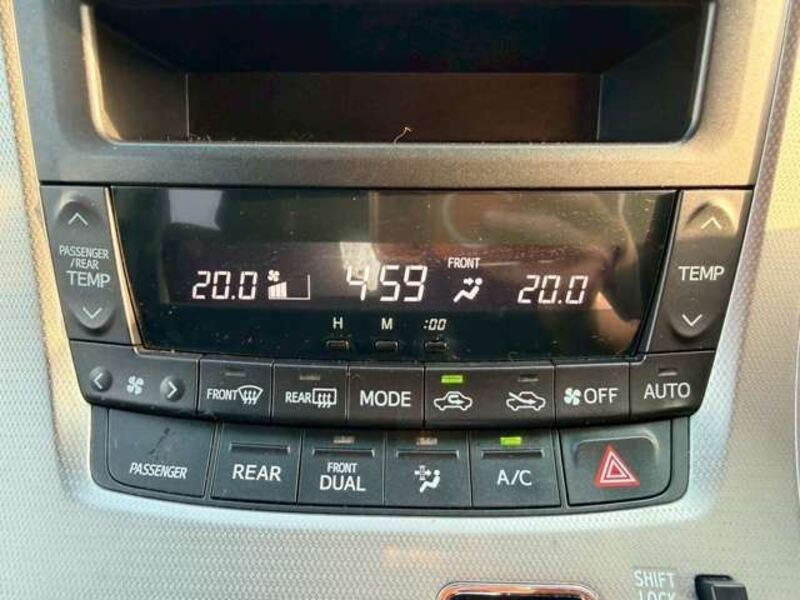 PASSENGER
/REAR
TEMP
20.0
4:59
FRONT
20.0
TEMP
H M :00
FRONT
REAR
MODE
OFF
AUTO
PASSENGER
REAR
FRONT
DUAL
A/C
SHIFT
LOCK